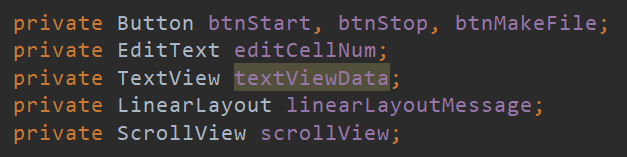 private Button btnStart, btnStop, btnMakeFile;
private EditText editCellNum;
private TextView textViewData;
private LinearLayout linearLayoutMessage;
private ScrollView scrollView;